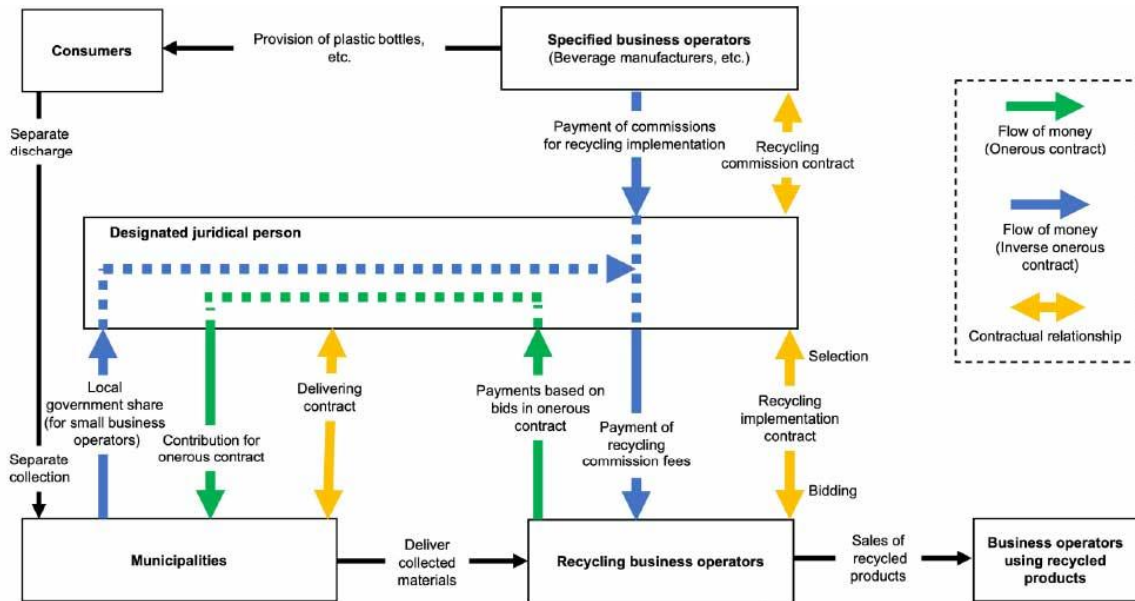 Consumers
Provision of plastic bottles,
etc.
Specified business operators
(Beverage manufacturers, etc.)
Separate
discharge
Payment of commissions
for recycling implementation
Recycling
commission contract
Flow of money
(Onerous contract)
Flow of money
(Inverse onerous
contract)
Contractual relationship
Designated juridical person
Local
government share
(for small business
operators)
Separate
collection
Contribution for
onerous contract
Delivering
contract
Payments based on
bids in onerous
contract
Payment of
recycling
commission fees
Selection
Recycling
implementation
contract
Bidding
Municipalities
Deliver
collected
materials
Recycling business operators
Sales of
recycled
products
Business operators
using recycled
products